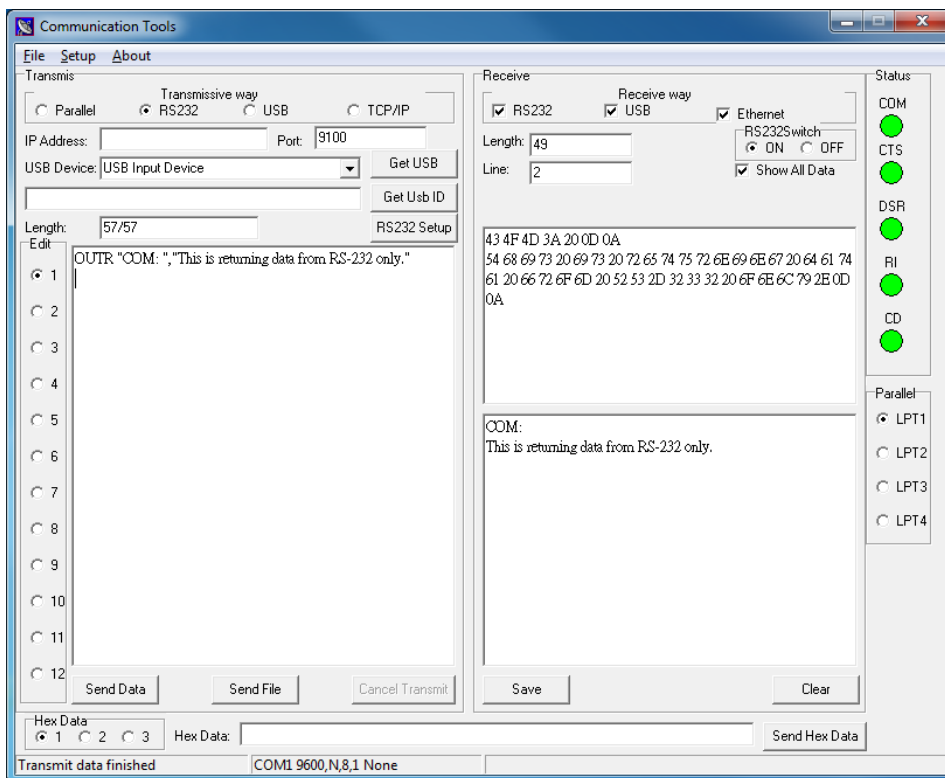 Communication Tools
File Setup About
Transmis
Transmissive way
Parallel RS232 USB TCP/IP
IP Address: Port: 9100
USB Device: USB Input Device Get USB
Get Usb ID
Length: 57/57 RS232 Setup
Edit
1
2
3
4
5
6
7
8
9
10
11
12
OUTR "COM: ","This is returning data from RS-232 only."
Send Data Send File Cancel Transmit
Receive
Receive way
RS232 USB Ethernet
Length: 49
RS232Switch
ON OFF
Line: 2
Show All Data
43 4F 4D 3A 20 0D 0A
54 68 69 73 20 69 73 20 72 65 74 75 72 6E 69 6E 67 20 64 61 74
61 20 66 72 6F 6D 20 52 53 2D 32 33 32 20 6F 6E 6C 79 2E 0D
0A
COM:
This is returning data from RS-232 only.
Save Clear
Status
COM
CTS
DSR
RI
CD
Parallel
LPT1
LPT2
LPT3
LPT4
Hex Data
1 2 3 Hex Data: Send Hex Data
Transmit data finished COM1 9600,N,8,1 None